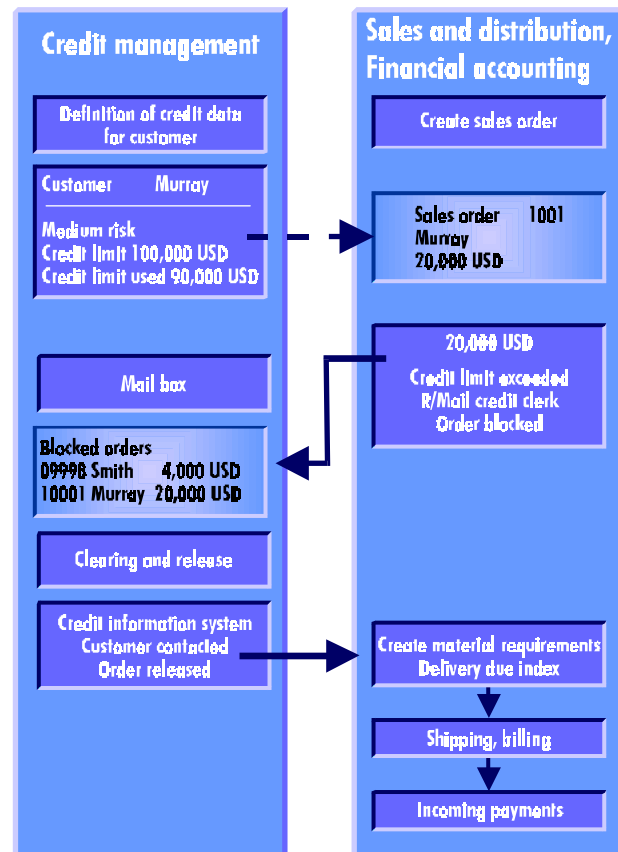 Credit management
Definition of credit data
for customer
Customer Murray
Medium risk
Credit limit 100,000 USD
Credit limit used 90,000 USD
Mail box
Blocked orders
09998 Smith 4,000 USD
10001 Murray 20,000 USD
Clearing and release
Credit information system
Customer contacted
Order released
Sales and distribution,
Financial accounting
Create sales order
Sales order 1001
Murray
20,000 USD
20,000 USD
Credit limit exceeded
R/Mail credit clerk
Order blocked
Create material requirements
Delivery due index
Shipping, billing
Incoming payments